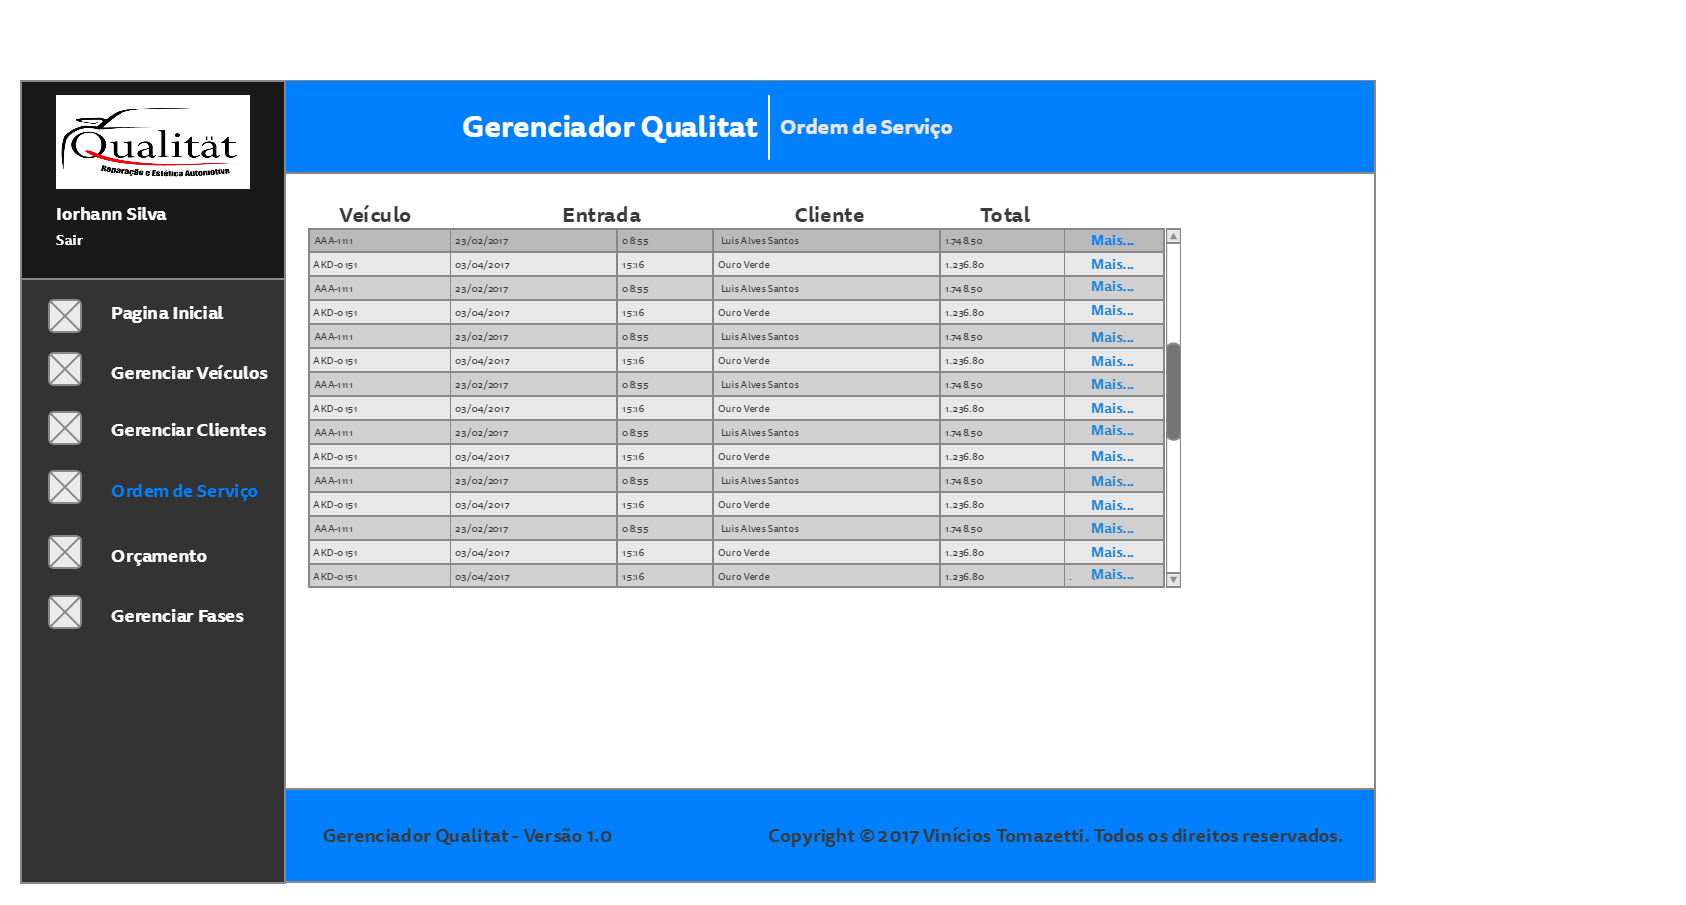 Qualität
Reparação e Estética Automotiva
Iorhann Silva
Sair
Pagina Inicial
Gerenciar Veículos
Gerenciar Clientes
Ordem de Serviço
Orçamento
Gerenciar Fases
Gerenciador Qualitat Ordem de Serviço
Veículo Entrada Cliente Total
AAA-1111 23/02/2017 08:55 Luis Alves Santos 1.748.50 Mais...
AKD-0151 03/04/2017 15:16 Ouro Verde 1.236.80 Mais...
AAA-1111 23/02/2017 08:55 Luis Alves Santos 1.748.50 Mais...
AKD-0151 03/04/2017 15:16 Ouro Verde 1.236.80 Mais...
AAA-1111 23/02/2017 08:55 Luis Alves Santos 1.748.50 Mais...
AKD-0151 03/04/2017 15:16 Ouro Verde 1.236.80 Mais...
AAA-1111 23/02/2017 08:55 Luis Alves Santos 1.748.50 Mais...
AKD-0151 03/04/2017 15:16 Ouro Verde 1.236.80 Mais...
AAA-1111 23/02/2017 08:55 Luis Alves Santos 1.748.50 Mais...
AKD-0151 03/04/2017 15:16 Ouro Verde 1.236.80 Mais...
AAA-1111 23/02/2017 08:55 Luis Alves Santos 1.748.50 Mais...
AKD-0151 03/04/2017 15:16 Ouro Verde 1.236.80 Mais...
AAA-1111 23/02/2017 08:55 Luis Alves Santos 1.748.50 Mais...
AKD-0151 03/04/2017 15:16 Ouro Verde 1.236.80 Mais...
AKD-0151 03/04/2017 15:16 Ouro Verde 1.236.80 . Mais...
Gerenciador Qualitat - Versão 1.0 Copyright © 2017 Vinícios Tomazetti. Todos os direitos reservados.